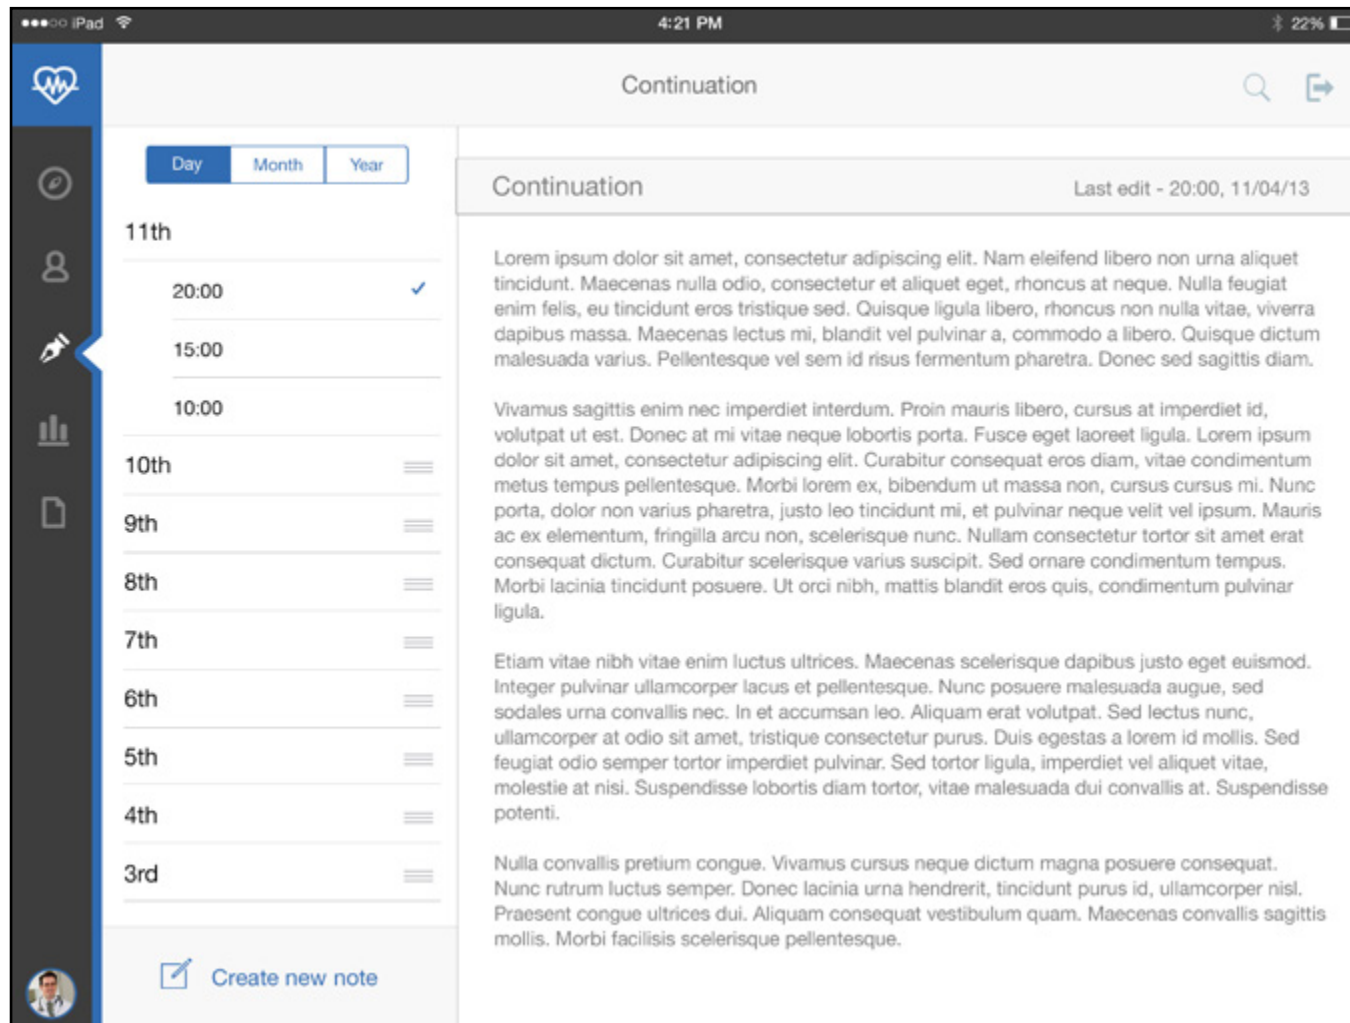 iPad
4:21 PM
22%
Continuation
Day Month Year
11th
20:00
15:00
10:00
10th
9th
8th
7th
6th
5th
4th
3rd
Create new note
Continuation
Last edit - 20:00, 11/04/13
Lorem ipsum dolor sit amet, consectetur adipiscing elit. Nam eleifend libero non urna aliquet
tincidunt. Maecenas nulla odio, consectetur et aliquet eget, rhoncus at neque. Nulla feugiat
enim felis, eu tincidunt eros tristique sed. Quisque ligula libero, rhoncus non nulla vitae, viverra
dapibus massa. Maecenas lectus mi, blandit vel pulvinar a, commodo a libero. Quisque dictum
malesuada varius. Pellentesque vel sem id risus fermentum pharetra. Donec sed sagittis diam.
Vivamus sagittis enim nec imperdiet interdum. Proin mauris libero, cursus at imperdiet id,
volutpat ut est. Donec at mi vitae neque lobortis porta. Fusce eget laoreet ligula. Lorem ipsum
dolor sit amet, consectetur adipiscing elit. Curabitur consequat eros diam, vitae condimentum
metus tempus pellentesque. Morbi lorem ex, bibendum ut massa non, cursus cursus mi. Nunc
porta, dolor non varius pharetra, justo leo tincidunt mi, et pulvinar neque velit vel ipsum. Mauris
ac ex elementum, fringilla arcu non, scelerisque nunc. Nullam consectetur tortor sit amet erat
consequat dictum. Curabitur scelerisque varius suscipit. Sed ornare condimentum tempus.
Morbi lacinia tincidunt posuere. Ut orci nibh, mattis blandit eros quis, condimentum pulvinar
ligula.
Etiam vitae nibh vitae enim luctus ultrices. Maecenas scelerisque dapibus justo eget euismod.
Integer pulvinar ullamcorper lacus et pellentesque. Nunc posuere malesuada augue, sed
sodales urna convallis nec. In et accumsan leo. Aliquam erat volutpat. Sed lectus nunc,
ullamcorper at odio sit amet, tristique consectetur purus. Duis egestas a lorem id mollis. Sed
feugiat odio semper tortor imperdiet pulvinar. Sed tortor ligula, imperdiet vel aliquet vitae,
molestie at nisi. Suspendisse lobortis diam tortor, vitae malesuada dui convallis at. Suspendisse
potenti.
Nulla convallis pretium congue. Vivamus cursus neque dictum magna posuere consequat.
Nunc rutrum luctus semper. Donec lacinia urna hendrerit, tincidunt purus id, ullamcorper nisl.
Praesent congue ultrices dui. Aliquam consequat vestibulum quam. Maecenas convallis sagittis
mollis. Morbi facilisis scelerisque pellentesque.